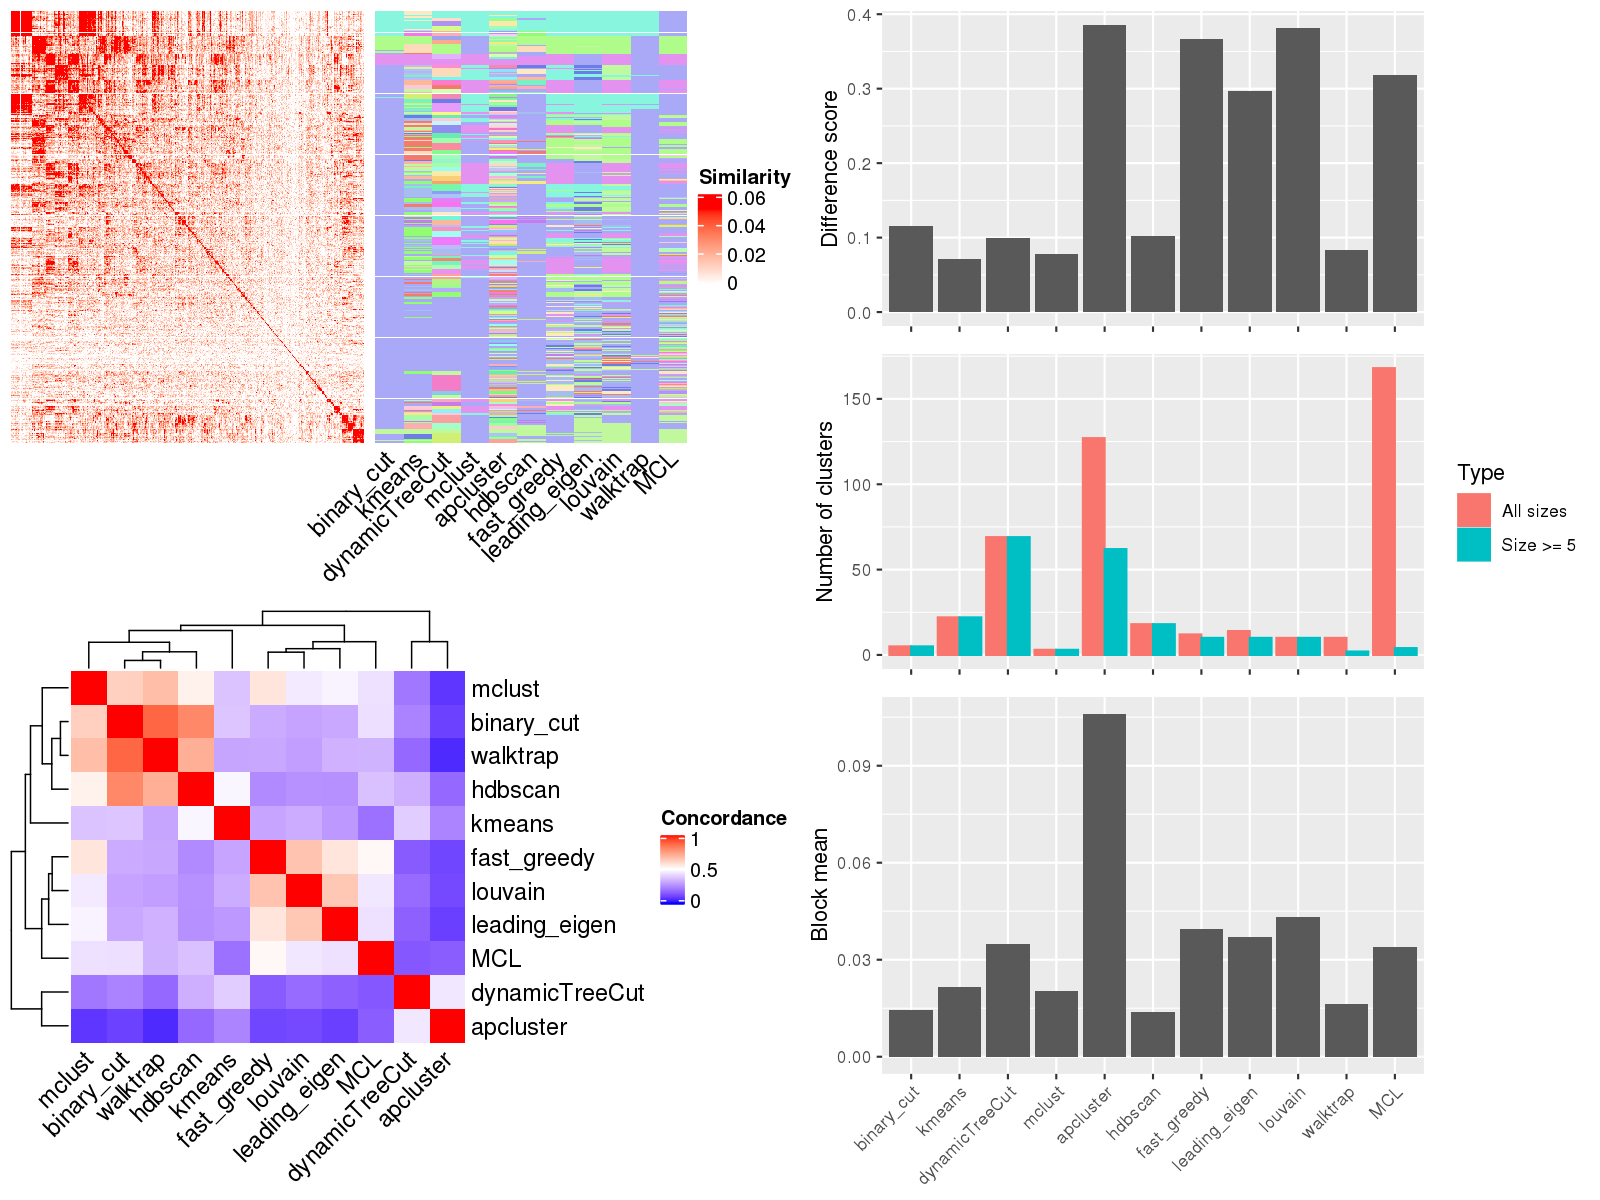 Similarity
0.06
0.04
0.02
0
binary_cut
kmeans
dynamicTreeCut
mclust
apcluster
hdbscan
fast_greedy
leading_eigen
louvain
walktrap
MCL
mclust
binary_cut
walktrap
hdbscan
kmeans
fast_greedy
louvain
leading_eigen
MCL
dynamicTreeCut
apcluster
mclust
binary_cut
walktrap
hdbscan
kmeans
fast_greedy
louvain
leading_eigen
MCL
dynamicTreeCut
apcluster
Concordance
1
0.5
0
Difference score
0.4
0.3
0.2
0.1
0.0
Number of clusters
150
100
50
0
Type
All sizes
Size >= 5
Block mean
0.09
0.06
0.03
0.00
binary_cut
kmeans
dynamicTreeCut
mclust
apcluster
hdbscan
fast_greedy
leading_eigen
louvain
walktrap
MCL